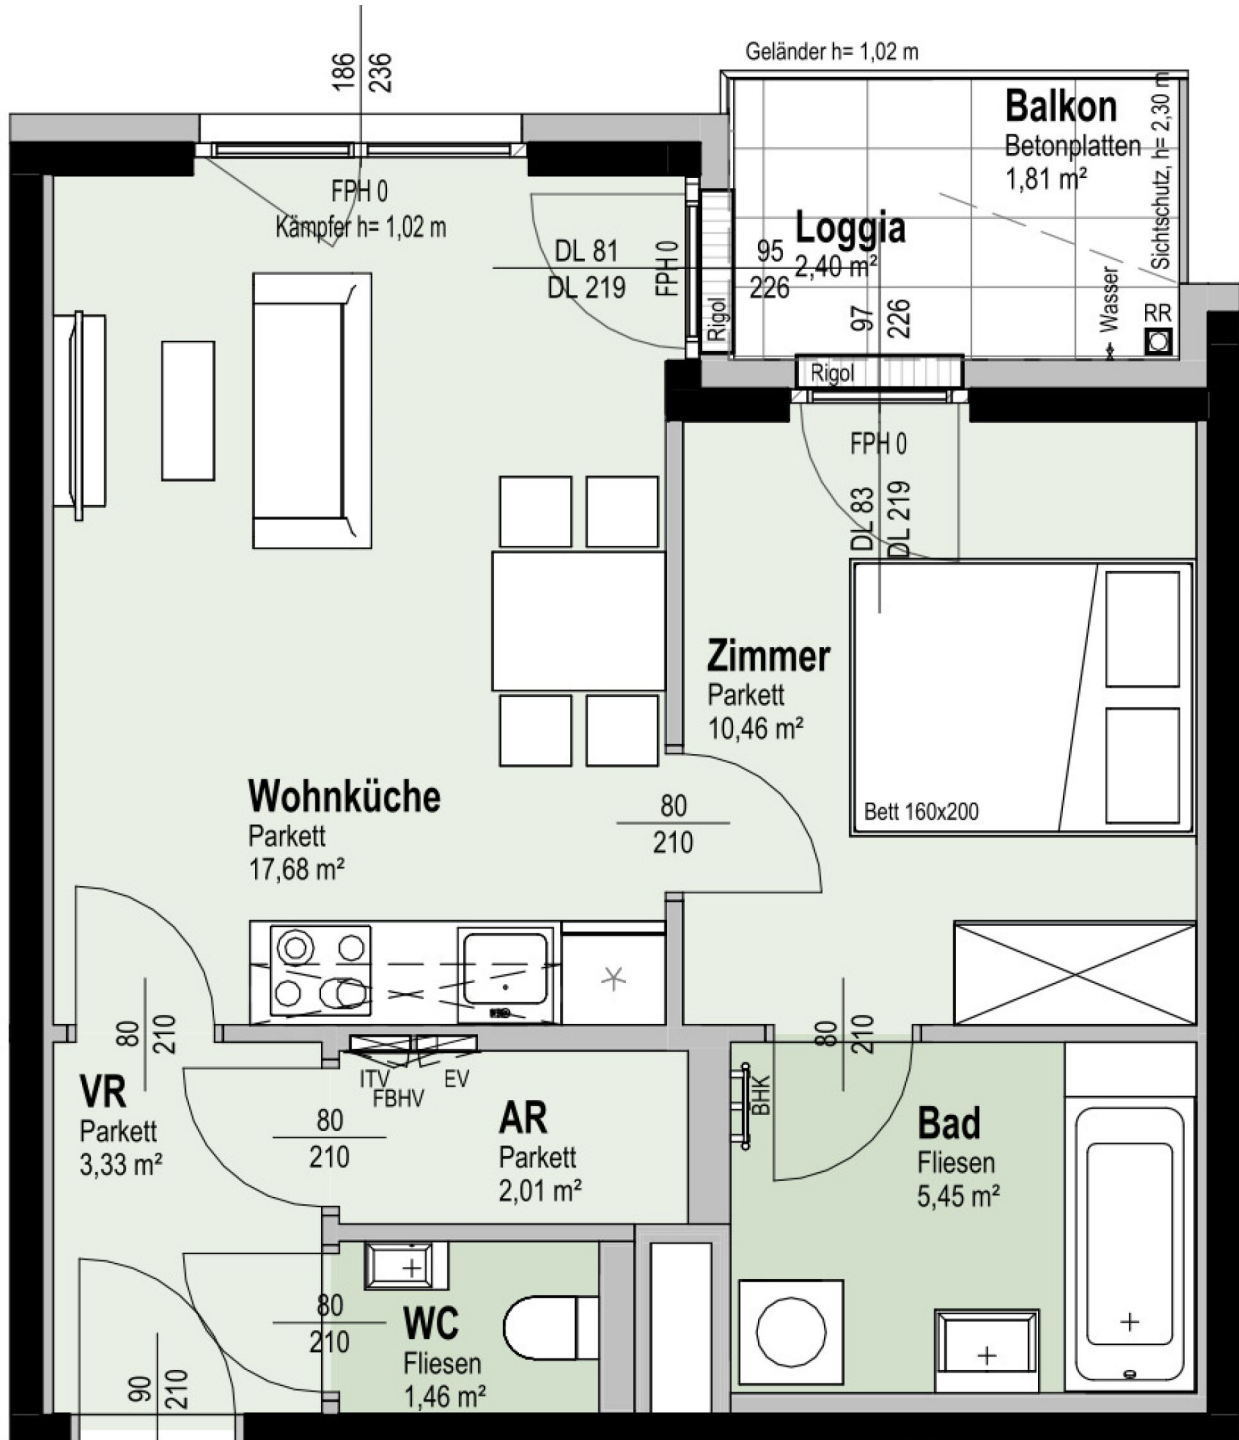 Geländer h= 1,02 m
186
236
Balkon
Betonplatten
1,81 m²
Sichtschutz, h= 2,30 m
FPH 0
Kämpfer h= 1,02 m
Loggia
2,40 m²
DL 81
DL 219
FPH 0
95
226
Rigol
97
226
Wasser
RR
Rigol
FPH 0
DL 83
DL 219
Zimmer
Parkett
10,46 m²
Bett 160x200
Wohnküche
Parkett
17,68 m²
80
210
80
210
80
210
ITV
FBHV
EV
VR
Parkett
3,33 m²
80
210
AR
Parkett
2,01 m²
BHK
Bad
Fliesen
5,45 m²
80
210
WC
Fliesen
1,46 m²
90
210